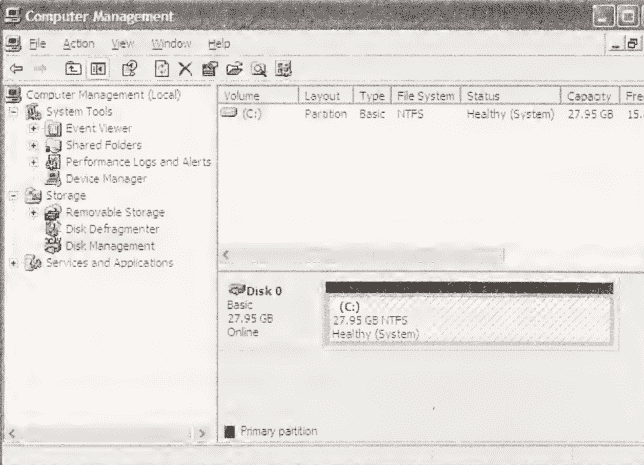 Computer Management
File Action View Window Help
Computer Management (Local)
System Tools
Event Viewer
Shared Folders
Performance Logs and Alerts
Device Manager
Storage
Removable Storage
Disk Defragmenter
Disk Management
Services and Applications
Volume Layout Type File System Status Capacity Fre
(C:) Partition Basic NTFS Healthy (System) 27.95 GB 15.
Disk 0
Basic
27.95 GB
Online
(C:)
27.95 GB NTFS
Healthy (System)
Primary partition